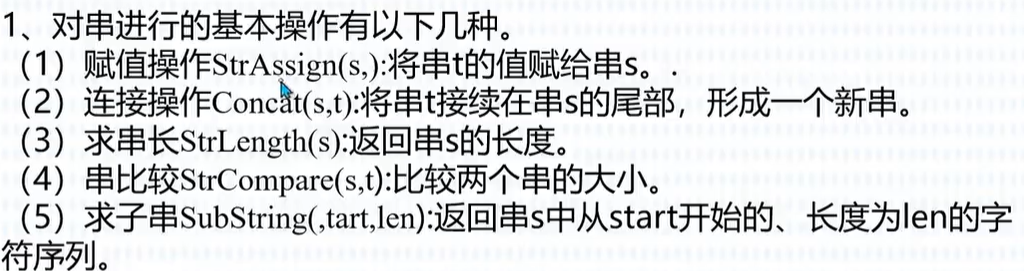 1、对串进行的基本操作有以下几种。
（1）赋值操作StrAssign(s,):将串t的值赋给串s。.
（2）连接操作Concat(s,t):将串t接续在串s的尾部，形成一个新串。
（3）求串长StrLength(s):返回串s的长度。
（4）串比较StrCompare(s,t):比较两个串的大小。
（5）求子串SubString(,tart,len):返回串s中从start开始的、长度为len的字
符序列。